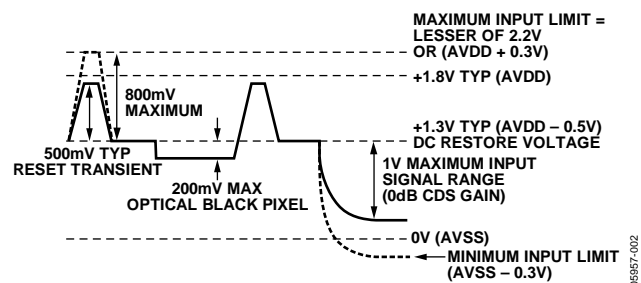 MAXIMUM INPUT LIMIT =
LESSER OF 2.2V
OR (AVDD + 0.3V)
+1.8V TYP (AVDD)
800mV
MAXIMUM
+1.3V TYP (AVDD – 0.5V)
DC RESTORE VOLTAGE
500mV TYP
RESET TRANSIENT
200mV MAX
OPTICAL BLACK PIXEL
1V MAXIMUM INPUT
SIGNAL RANGE
(0dB CDS GAIN)
0V (AVSS)
MINIMUM INPUT LIMIT
(AVSS – 0.3V)
05957-002